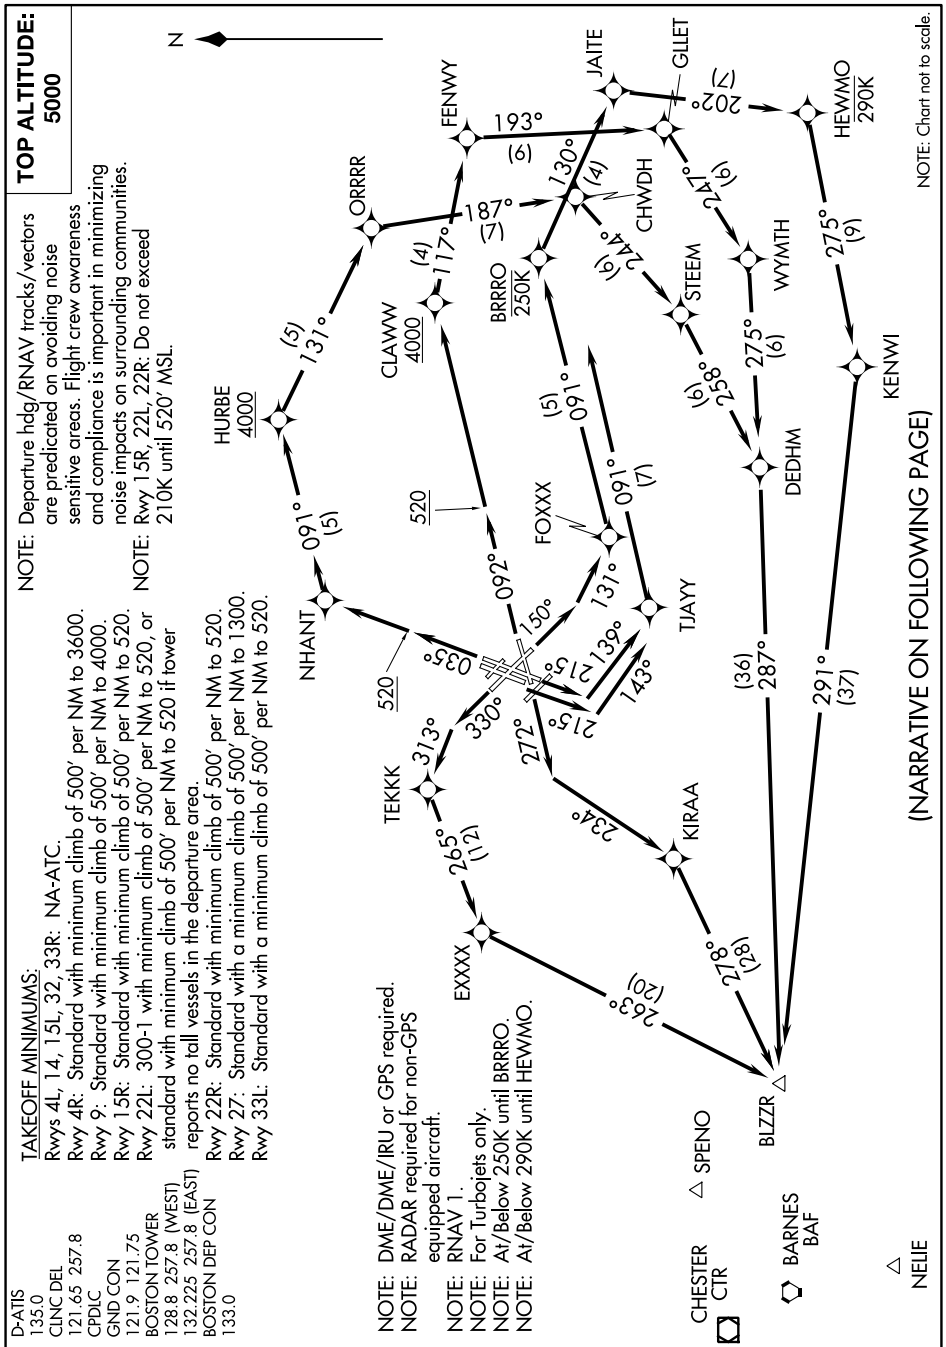 D-ATIS
135.0
CLNC DEL
121.65 257.8
CPDLC
GND CON
121.9 121.75
BOSTON TOWER
128.8 257.8 (WEST)
132.225 257.8 (EAST)
BOSTON DEP CON
133.0
TAKEOFF MINIMUMS:
Rwys 4L, 14, 15L, 32, 33R: NA-ATC.
Rwy 4R: Standard with minimum climb of 500' per NM to 3600.
Rwy 9: Standard with minimum climb of 500' per NM to 4000.
Rwy 15R: Standard with minimum climb of 500' per NM to 520.
Rwy 22L: 300-1 with minimum climb of 500' per NM to 520, or
standard with minimum climb of 500' per NM to 520 if tower
reports no tall vessels in the departure area.
Rwy 22R: Standard with minimum climb of 500' per NM to 520.
Rwy 27: Standard with a minimum climb of 500' per NM to 1300.
Rwy 33L: Standard with a minimum climb of 500' per NM to 520.
NOTE: Departure hdg/RNAV tracks/vectors
are predicated on avoiding noise
sensitive areas. Flight crew awareness
and compliance is important in minimizing
noise impacts on surrounding communities.
NOTE: Rwy 15R, 22L, 22R: Do not exceed
210K until 520' MSL.
TOP ALTITUDE:
5000
N
NOTE: DME/DME/IRU or GPS required.
NOTE: RADAR required for non-GPS
equipped aircraft.
NOTE: RNAV 1.
NOTE: For Turbojets only.
NOTE: At/Below 250K until BRRRO.
NOTE: At/Below 290K until HEWMO.
NHANT
091°
(5)
HURBE
4000
(5)
131°
ORRRR
187°
(7)
520
035°
CLAWW
4000
(4)
117°
FENWY
193°
(6)
520
092°
TEKKK
313°
330°
265°
(12)
EXXXX
263°
(20)
150°
131°
FOXXX
(5)
091°
BRRRO
250K
130°
(4)
JAITE
202°
(7)
GLLET
CHWDH
244°
(6)
247°
(6)
STEEM
258°
(6)
WYMTH
275°
(6)
HEWMO
290K
275°
(9)
KENWI
DEDHM
215°
139°
215°
143°
TJAYY
091°
(7)
272°
234°
KIRAA
278°
(28)
(36)
287°
291°
(37)
BLZZR
SPENO
CHESTER
CTR
BARNES
BAF
NELIE
NOTE: Chart not to scale.
(NARRATIVE ON FOLLOWING PAGE)